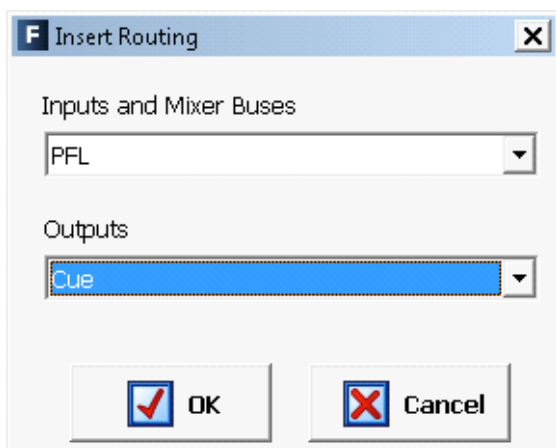 F Insert Routing
Inputs and Mixer Buses
PFL
Outputs
Cue
OK Cancel